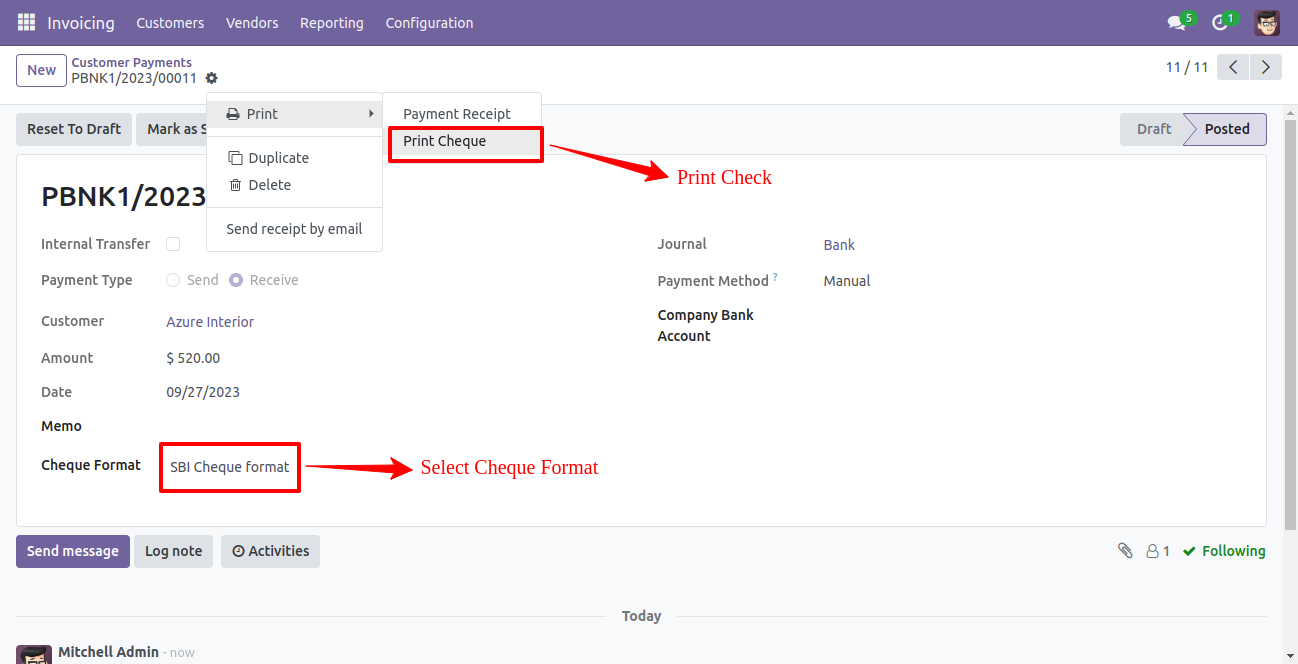 Invoicing Customers Vendors Reporting Configuration 5 1
New Customer Payments 11 / 11
PBNK1/2023/00011
Print Payment Receipt
Reset To Draft Mark as S Draft Posted
Print Cheque
Duplicate
Print Check
Delete
PBNK1/2023
Send receipt by email
Internal Transfer Journal Bank
Payment Type Send Receive Payment Method ? Manual
Customer Azure Interior Company Bank
Account
Amount $ 520.00
Date 09/27/2023
Memo
Cheque Format SBI Cheque format Select Cheque Format
Send message Log note Activities 1 Following
Today
Mitchell Admin - now